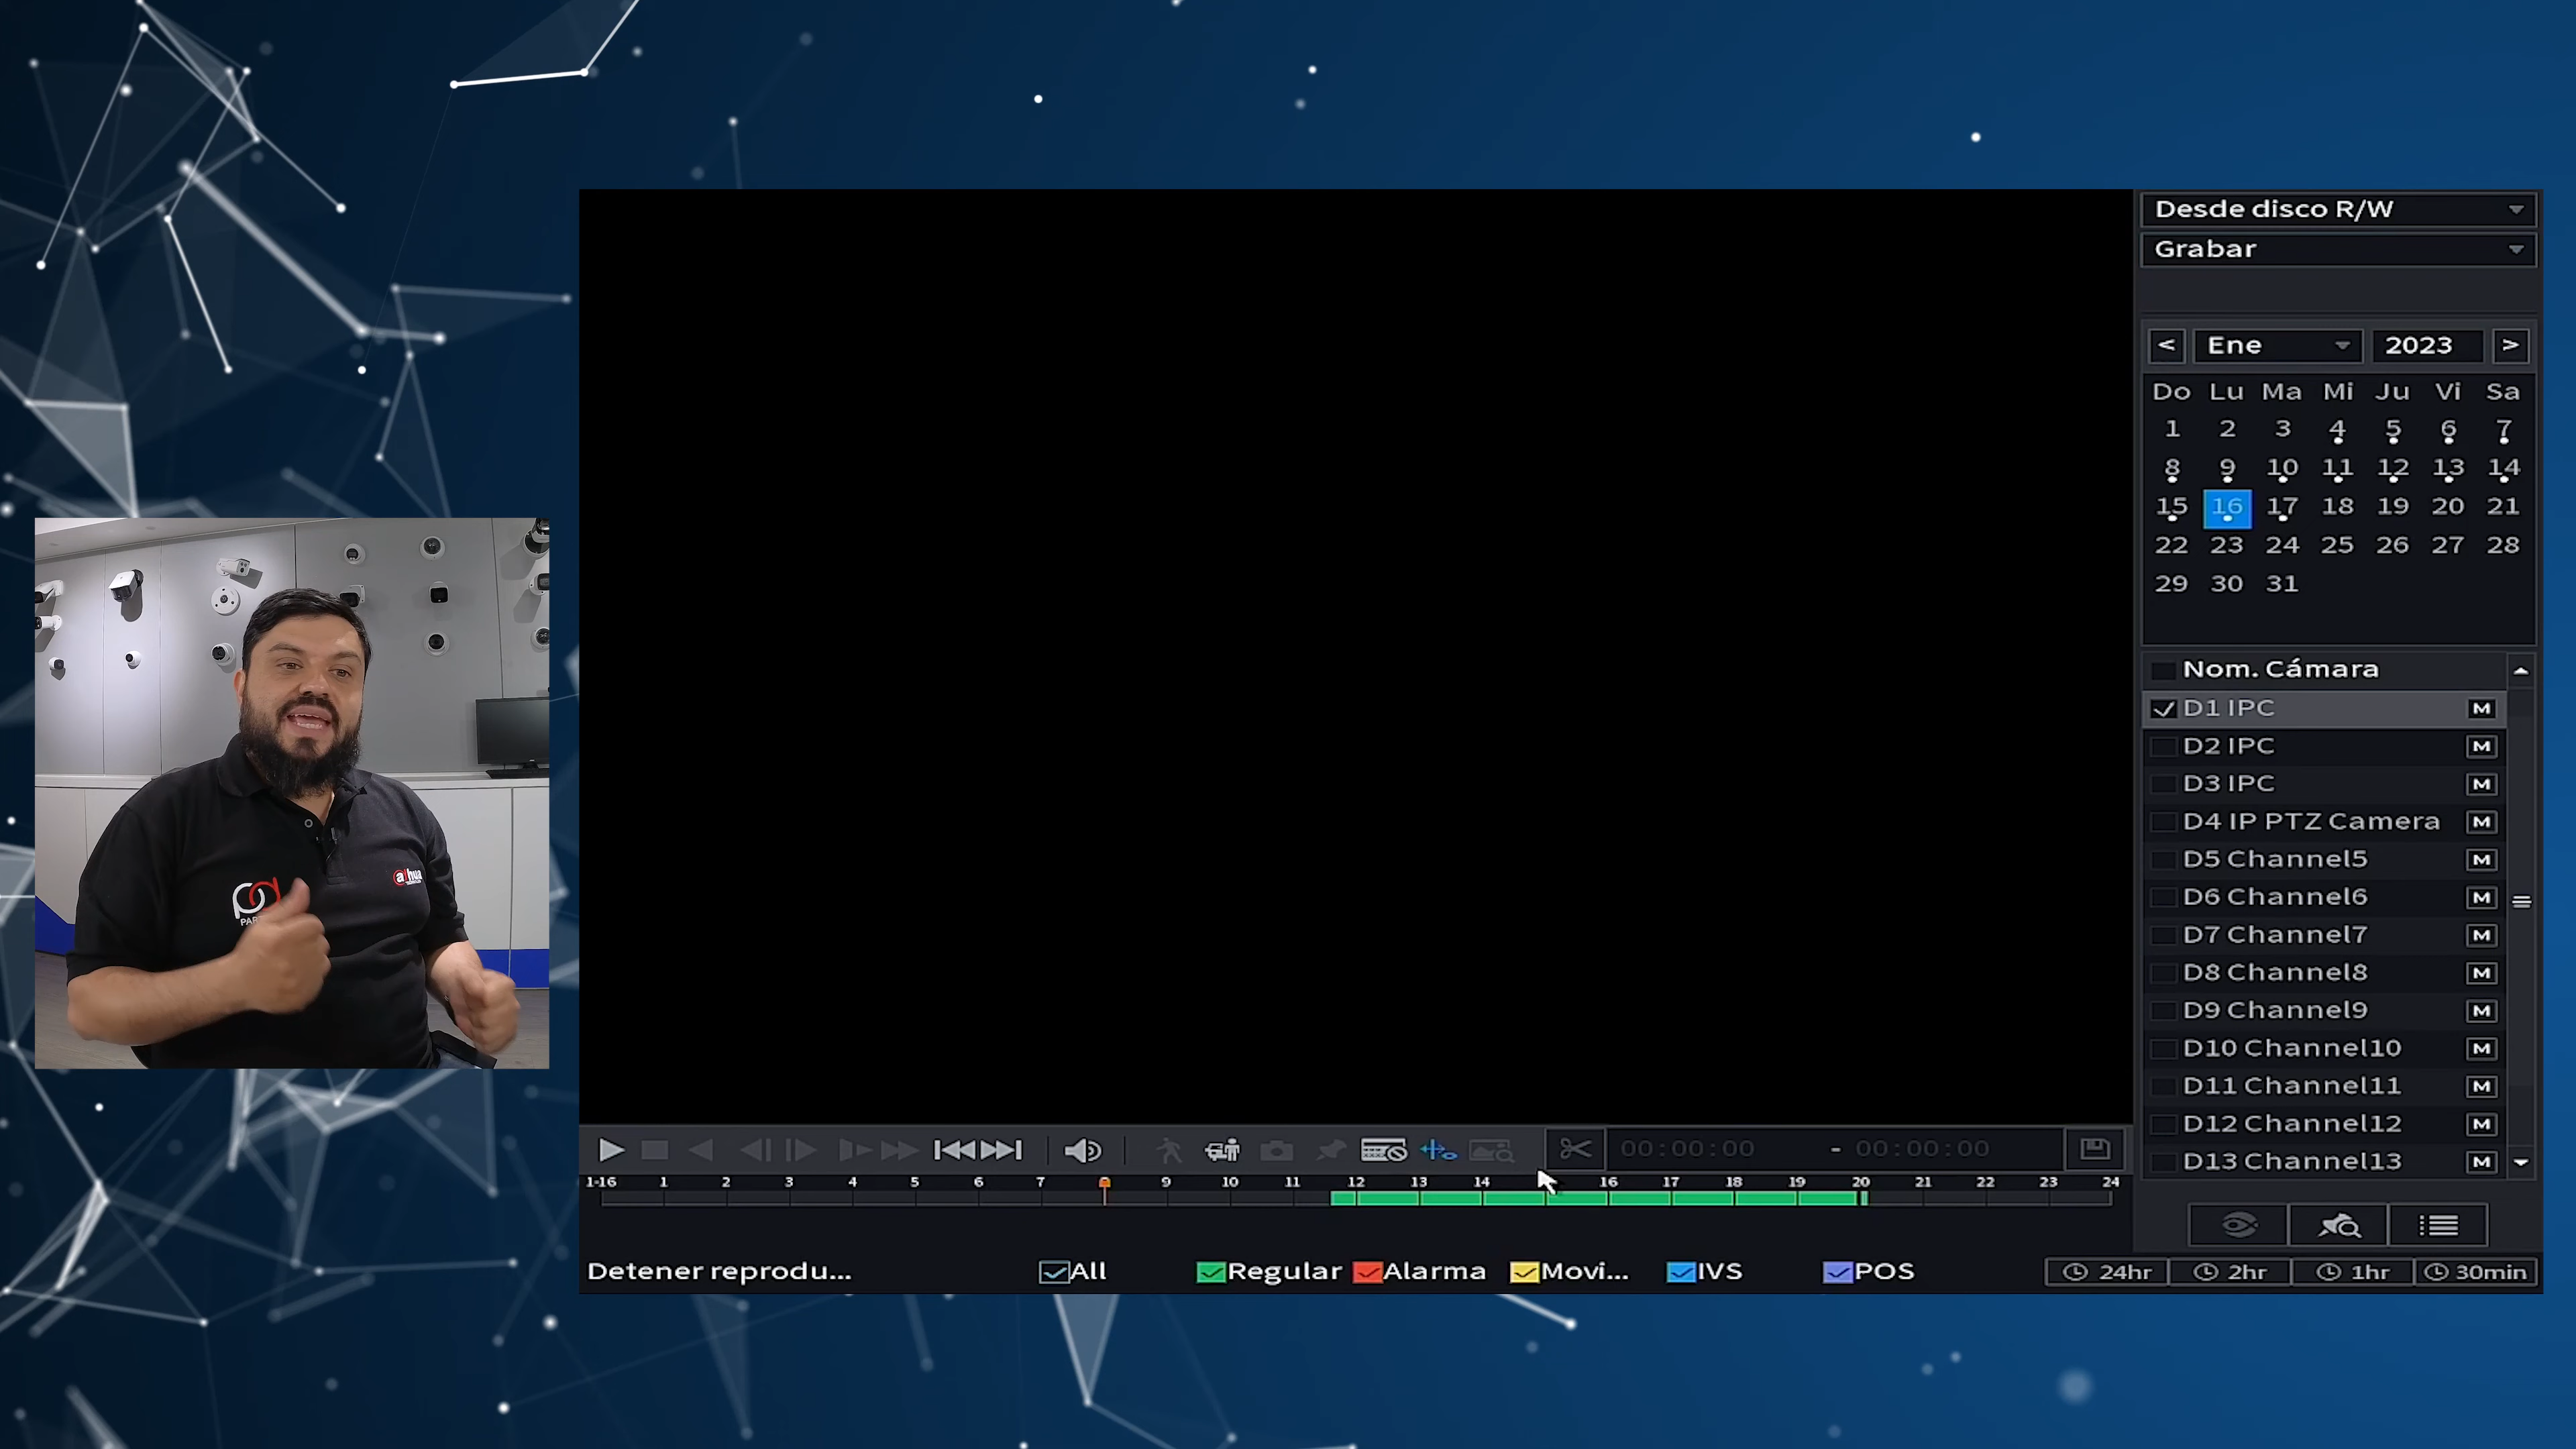 Desde disco R/W
Grabar
< Ene 2023 >
Do Lu Ma Mi Ju Vi Sa
1 2 3 4 5 6 7
8 9 10 11 12 13 14
15 16 17 18 19 20 21
22 23 24 25 26 27 28
29 30 31
Nom. Cámara
D1 IPC M
D2 IPC M
D3 IPC M
D4 IP PTZ Camera M
D5 Channel5 M
D6 Channel6 M
D7 Channel7 M
D8 Channel8 M
D9 Channel9 M
D10 Channel10 M
D11 Channel11 M
D12 Channel12 M
D13 Channel13 M
alhua
00:00:00 - 00:00:00
1-16 1 2 3 4 5 6 7 8 9 10 11 12 13 14 16 17 18 19 20 21 22 23 24
Detener reprodu... All Regular Alarma Movi... IVS POS 24hr 2hr 1hr 30min